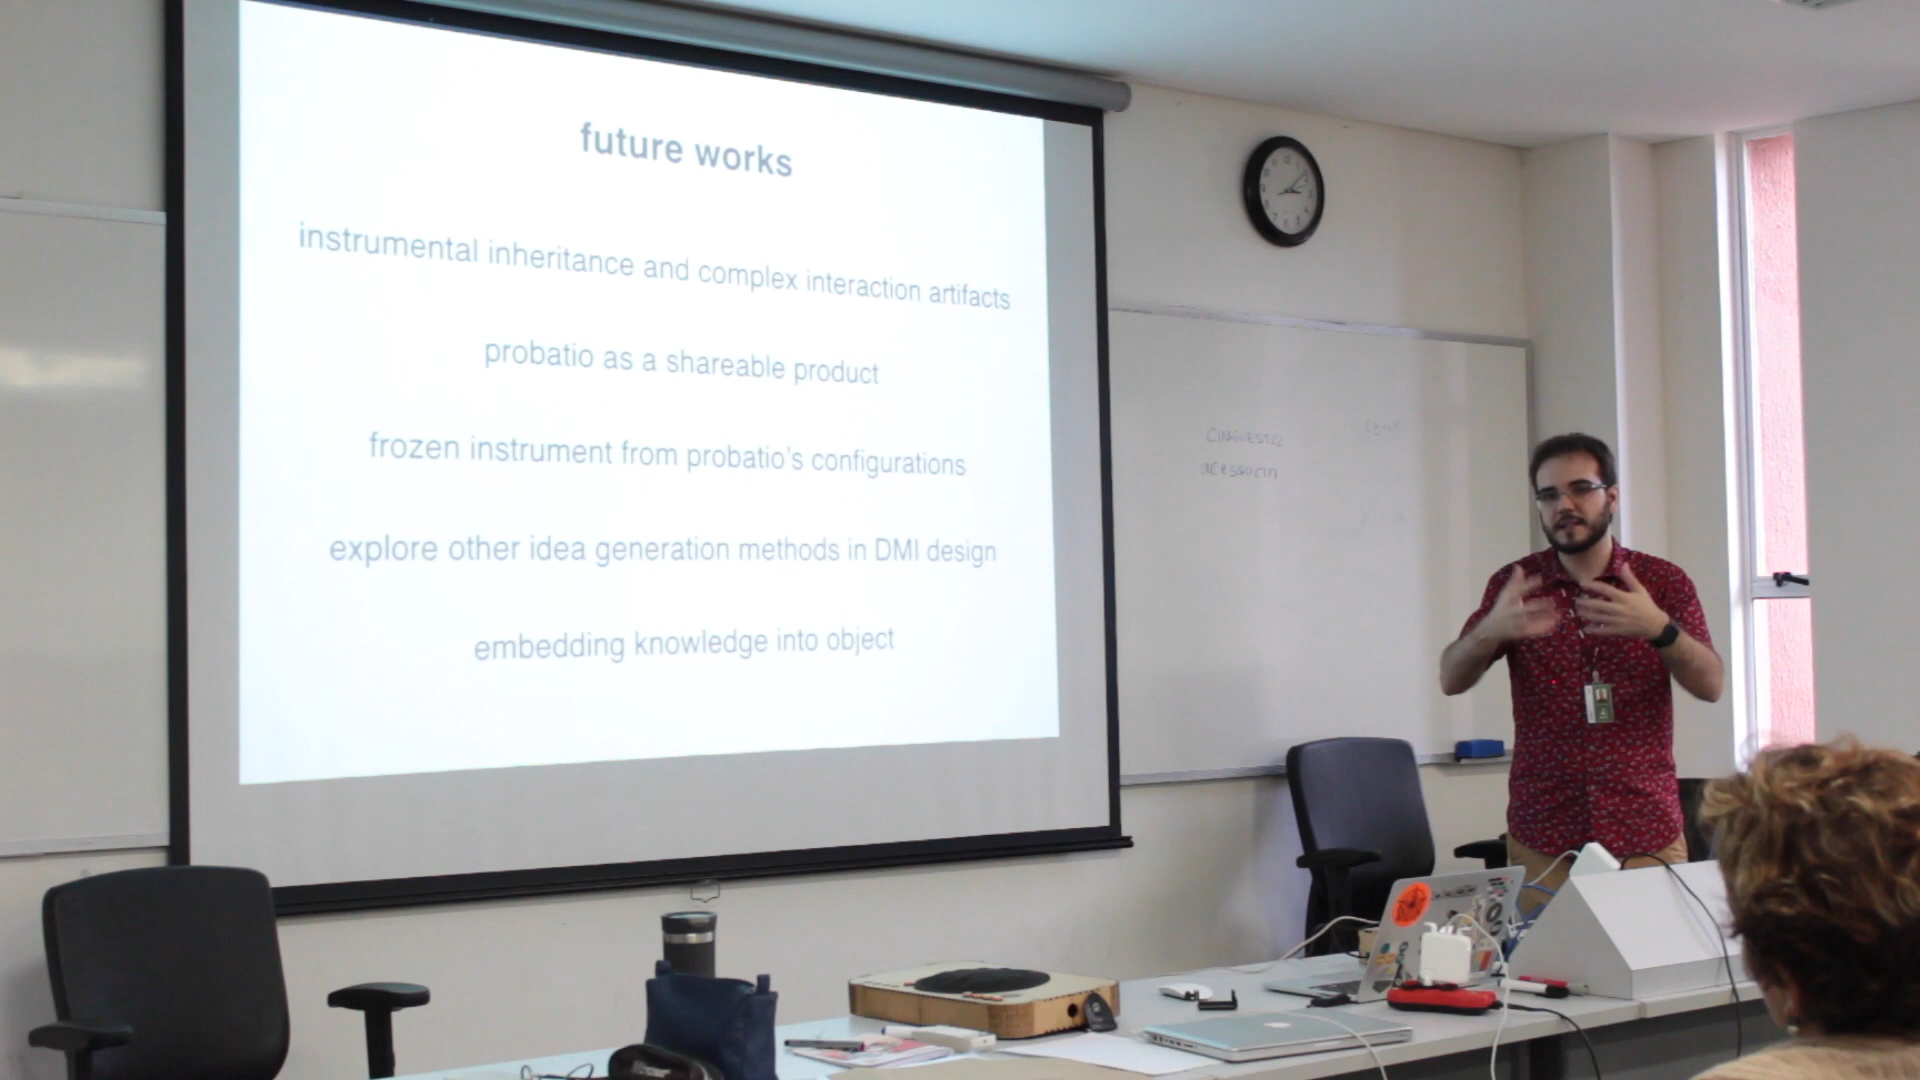 future works
instrumental inheritance and complex interaction artifacts
probatio as a shareable product
frozen instrument from probatio's configurations
explore other idea generation methods in DMI design
embedding knowledge into object
acessocin